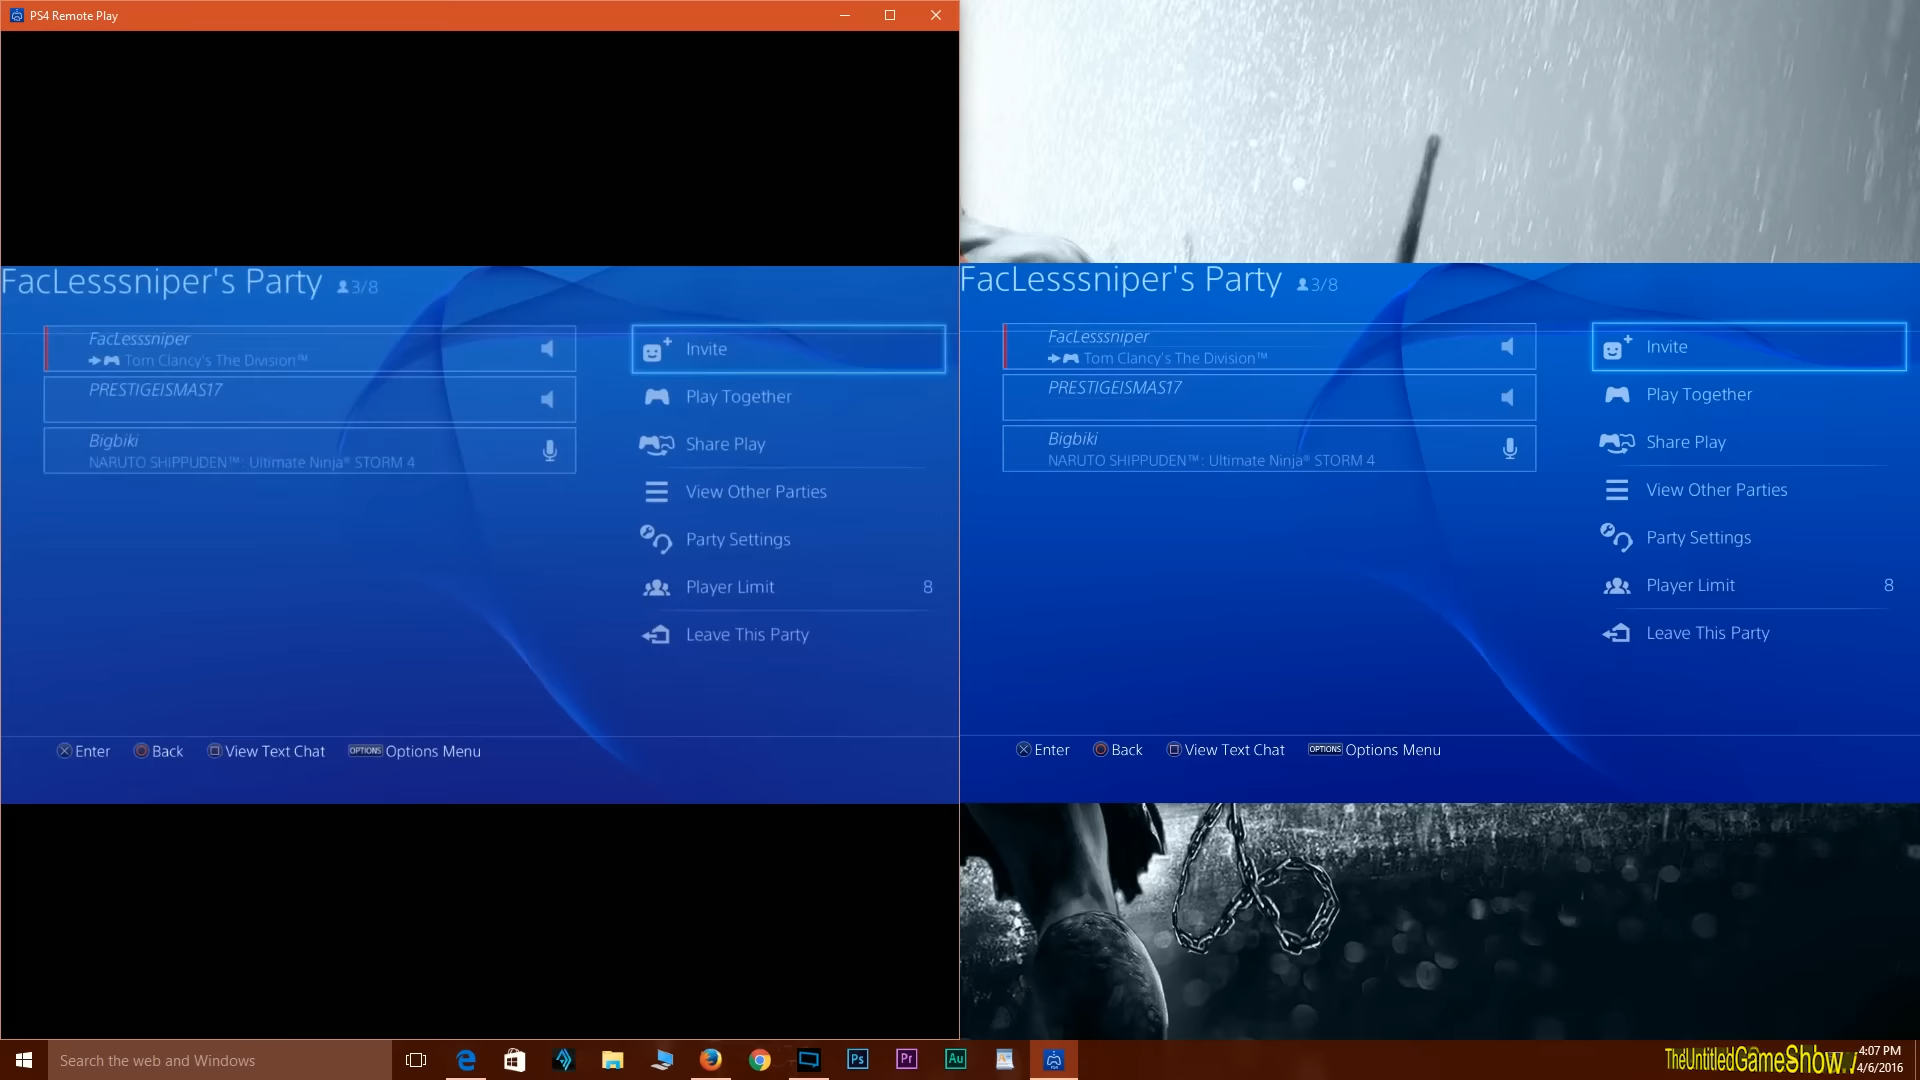 PS4 Remote Play
FacLesssniper's Party 3/8
FacLesssniper
Tom Clancy's The Division™
PRESTIGEISMAS17
Bigbiki
NARUTO SHIPPUDEN™: Ultimate Ninja® STORM 4
Invite
Play Together
Share Play
View Other Parties
Party Settings
Player Limit 8
Leave This Party
Enter Back View Text Chat OPTIONS Options Menu
FacLesssniper's Party 3/8
FacLesssniper
Tom Clancy's The Division™
PRESTIGEISMAS17
Bigbiki
NARUTO SHIPPUDEN™: Ultimate Ninja® STORM 4
Invite
Play Together
Share Play
View Other Parties
Party Settings
Player Limit 8
Leave This Party
Enter Back View Text Chat OPTIONS Options Menu
Search the web and Windows
Ps
Pr
Au
TheUntitledGameShow
4:07 PM
4/6/2016